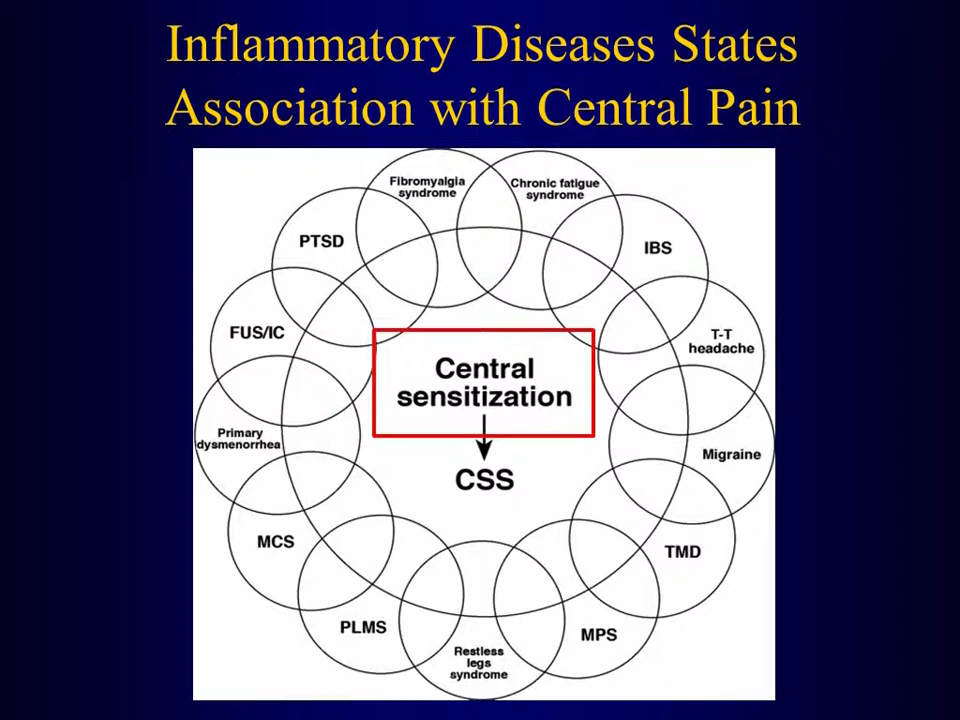 Inflammatory Diseases States
Association with Central Pain
Fibromyalgia
syndrome
Chronic fatigue
syndrome
PTSD
IBS
FUS/IC
T-T
headache
Central
sensitization
CSS
Primary
dysmenorrhea
Migraine
MCS
TMD
PLMS
MPS
Restless
legs
syndrome